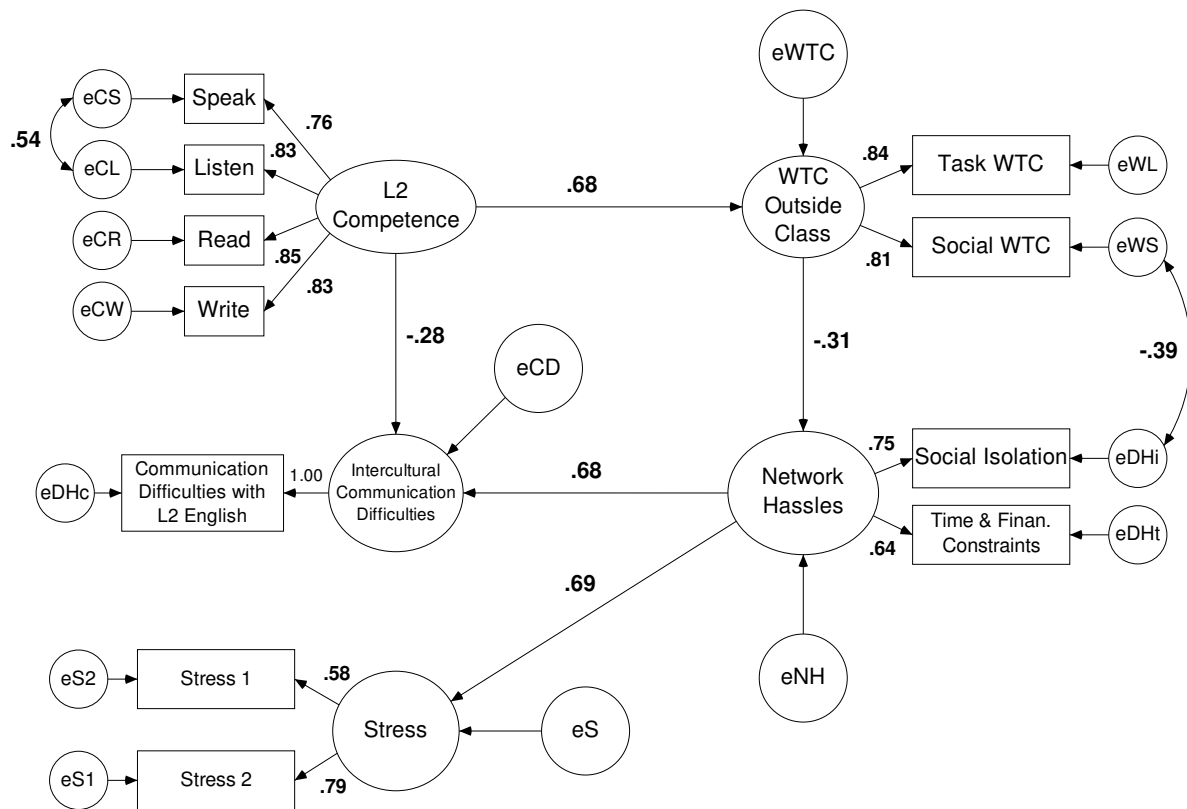 eWTC
eCS
Speak
.76
.54
.83
eCL
Listen
L2
Competence
.68
WTC
Outside
Class
.84
Task WTC
eWL
eCR
Read
.85
Social WTC
eWS
.81
eCW
Write
.83
-.28
-.31
-.39
eCD
eDHc
Communication
Difficulties with
L2 English
1.00
Intercultural
Communication
Difficulties
.68
Network
Hassles
.75
Social Isolation
eDHi
.64
Time & Finan.
Constraints
eDHt
.69
eNH
eS2
Stress 1
.58
Stress
eS
eS1
Stress 2
.79